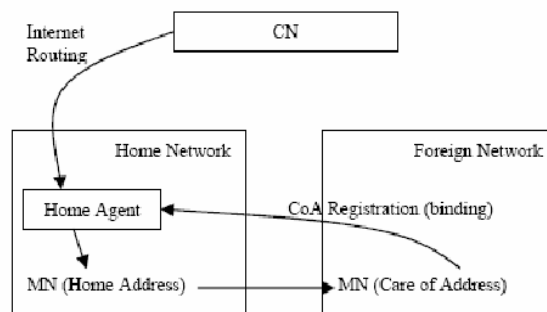 Internet
Routing
CN
Home Network
Foreign Network
Home Agent
CoA Registration (binding)
MN (Home Address)
MN (Care of Address)